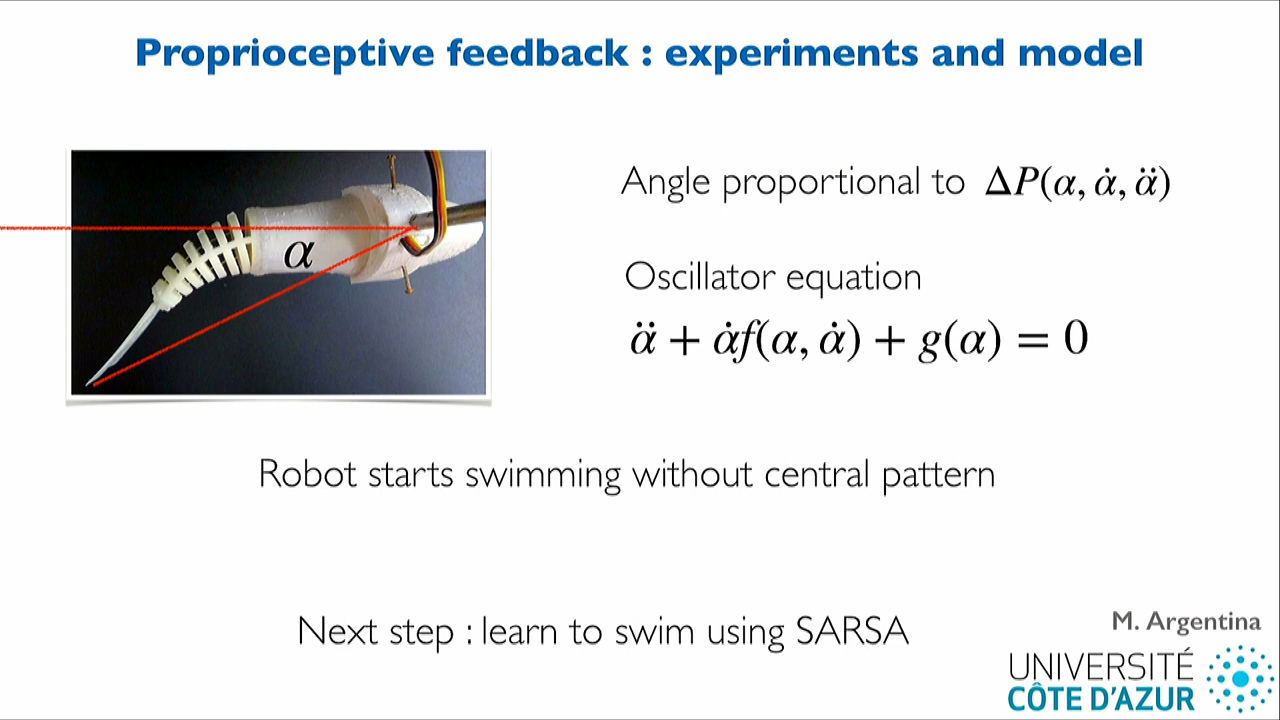 Proprioceptive feedback : experiments and model
α
Angle proportional to ΔP(α, α̇, α̈)
Oscillator equation
α̈ + α̇f(α, α̇) + g(α) = 0
Robot starts swimming without central pattern
Next step : learn to swim using SARSA
M. Argentina
UNIVERSITÉ
CÔTE D'AZUR